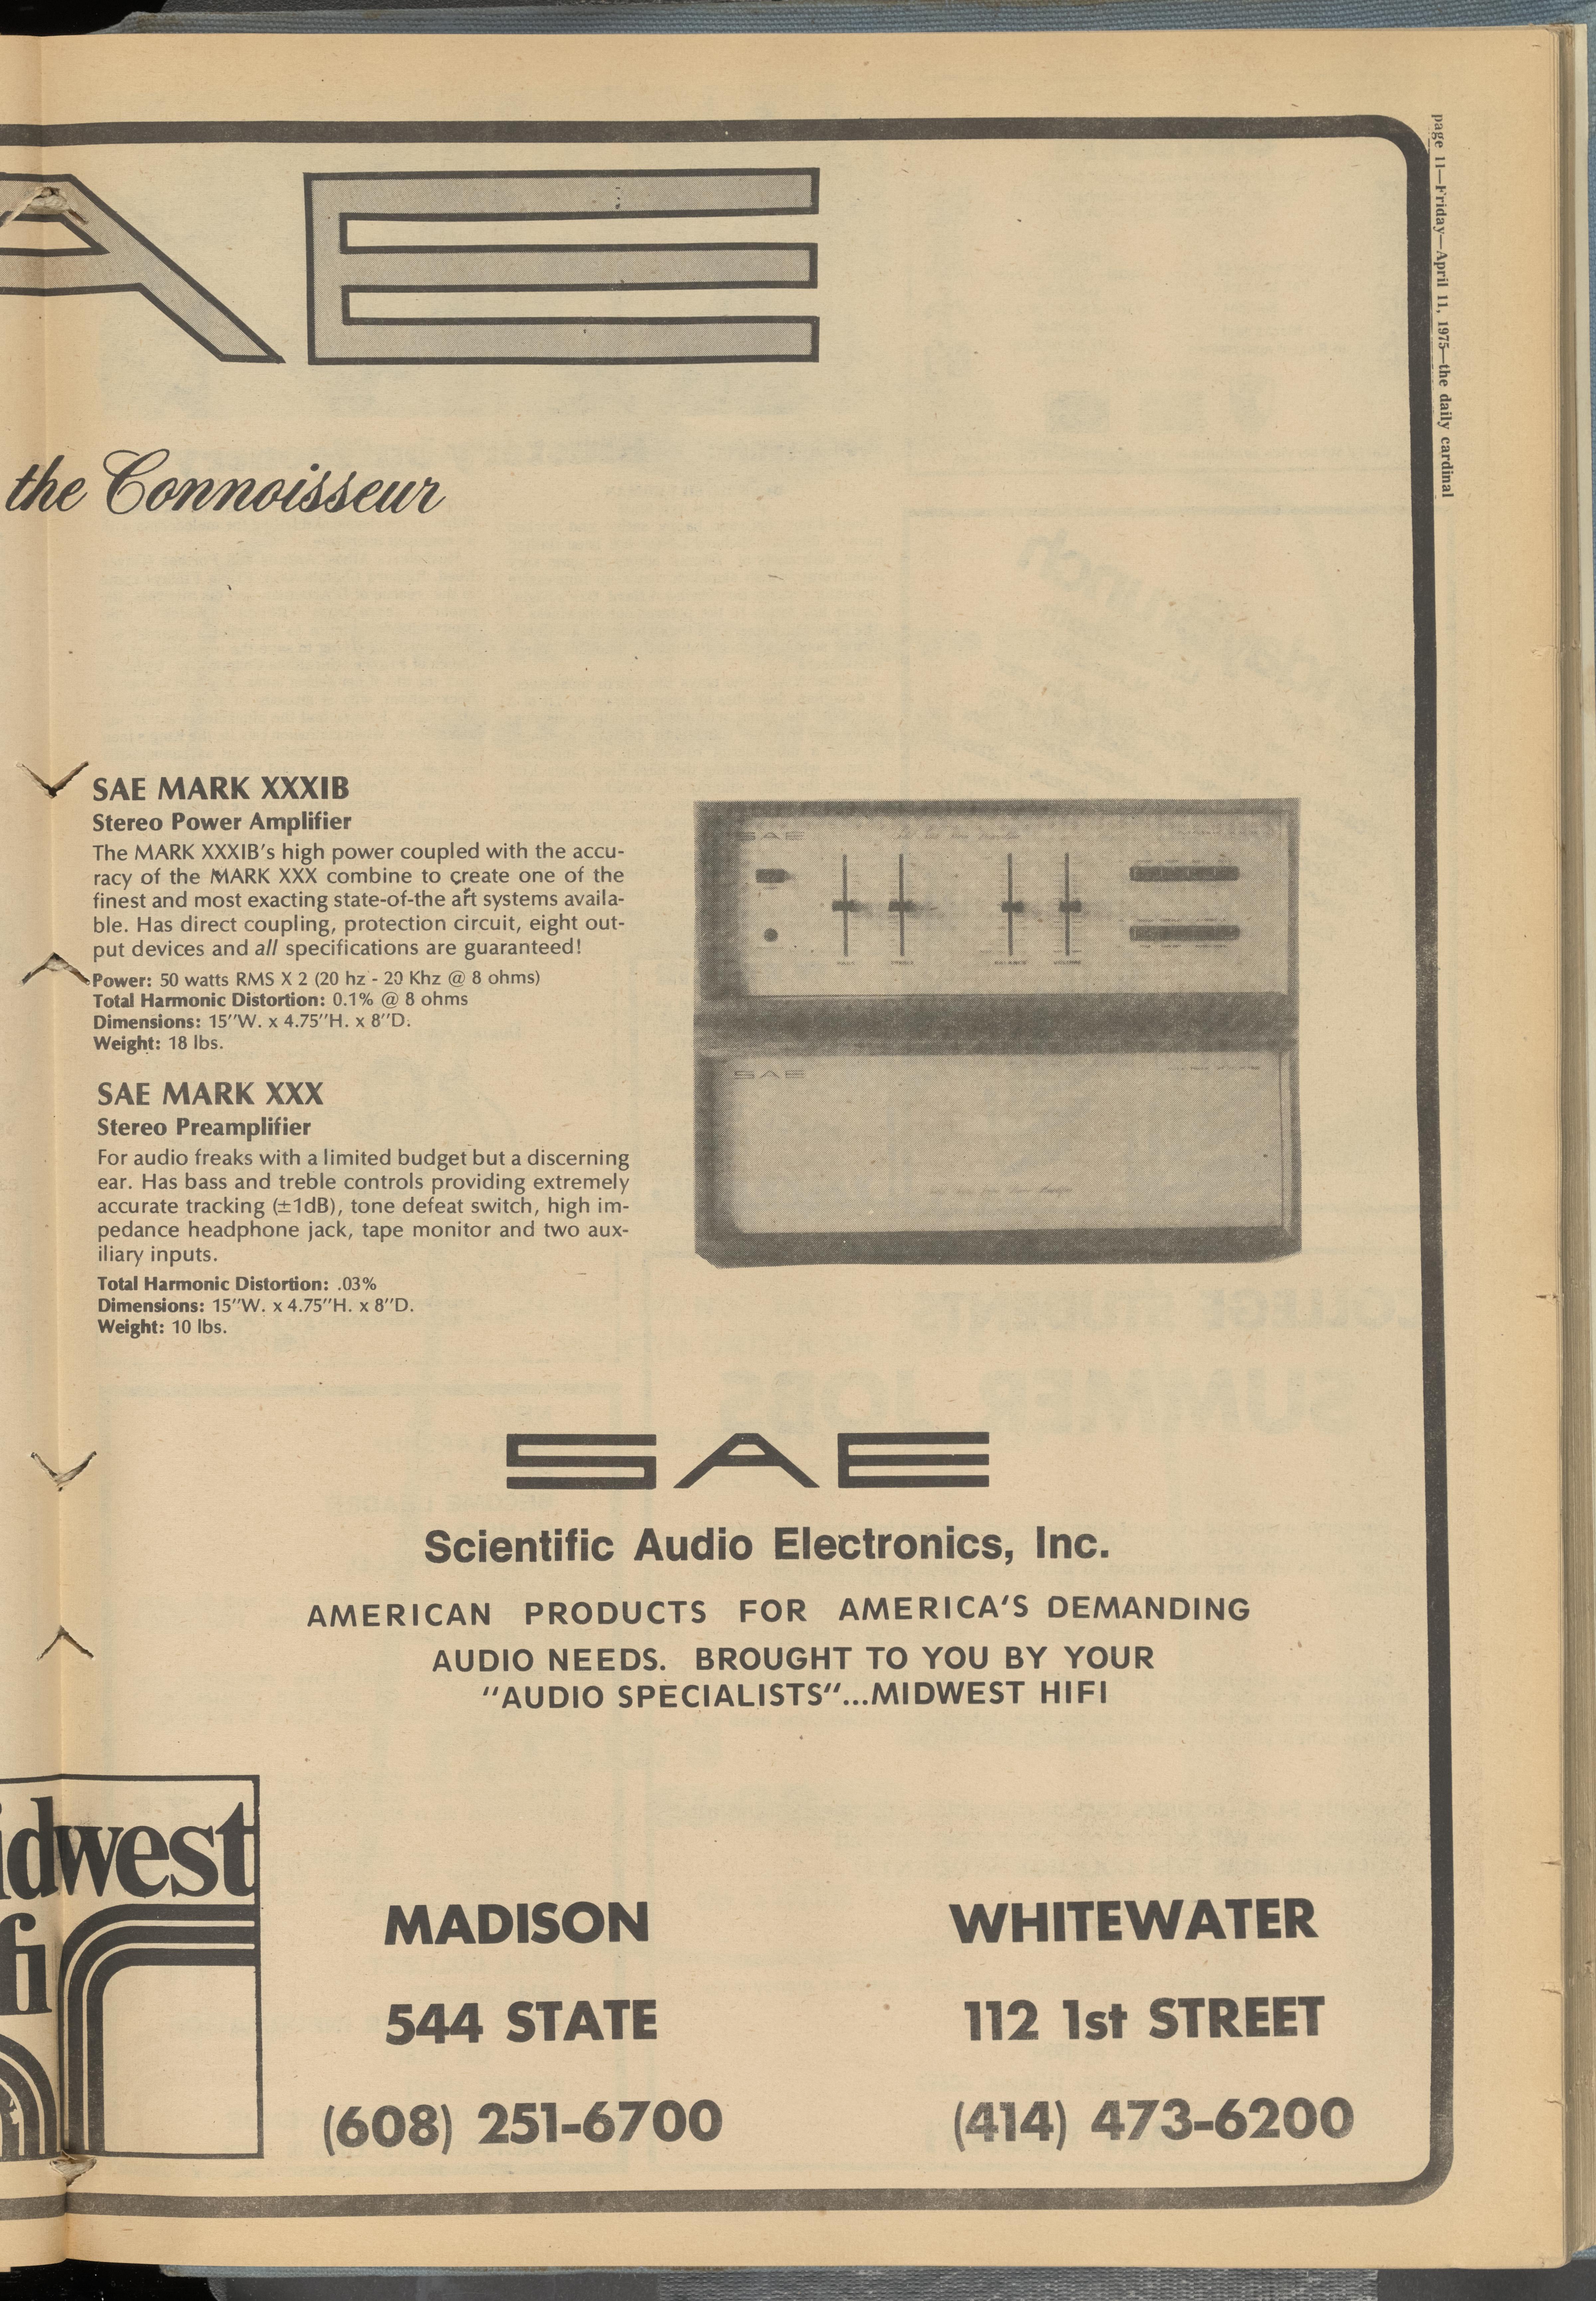 page 11—Friday—April 11, 1975—the daily cardinal
AE
the Connoisseur
SAE MARK XXXIB
Stereo Power Amplifier
The MARK XXXIB's high power coupled with the accu-
racy of the MARK XXX combine to create one of the
finest and most exacting state-of-the art systems availa-
ble. Has direct coupling, protection circuit, eight out-
put devices and all specifications are guaranteed!
Power: 50 watts RMS X 2 (20 hz - 20 Khz @ 8 ohms)
Total Harmonic Distortion: 0.1% @ 8 ohms
Dimensions: 15"W. x 4.75"H. x 8"D.
Weight: 18 lbs.
SAE MARK XXX
Stereo Preamplifier
For audio freaks with a limited budget but a discerning
ear. Has bass and treble controls providing extremely
accurate tracking (±1dB), tone defeat switch, high im-
pedance headphone jack, tape monitor and two aux-
iliary inputs.
Total Harmonic Distortion: .03%
Dimensions: 15"W. x 4.75"H. x 8"D.
Weight: 10 lbs.
SAE
SAE
SAE
Scientific Audio Electronics, Inc.
AMERICAN PRODUCTS FOR AMERICA'S DEMANDING
AUDIO NEEDS. BROUGHT TO YOU BY YOUR
"AUDIO SPECIALISTS"...MIDWEST HIFI
idwest
fi
MADISON
544 STATE
(608) 251-6700
WHITEWATER
112 1st STREET
(414) 473-6200